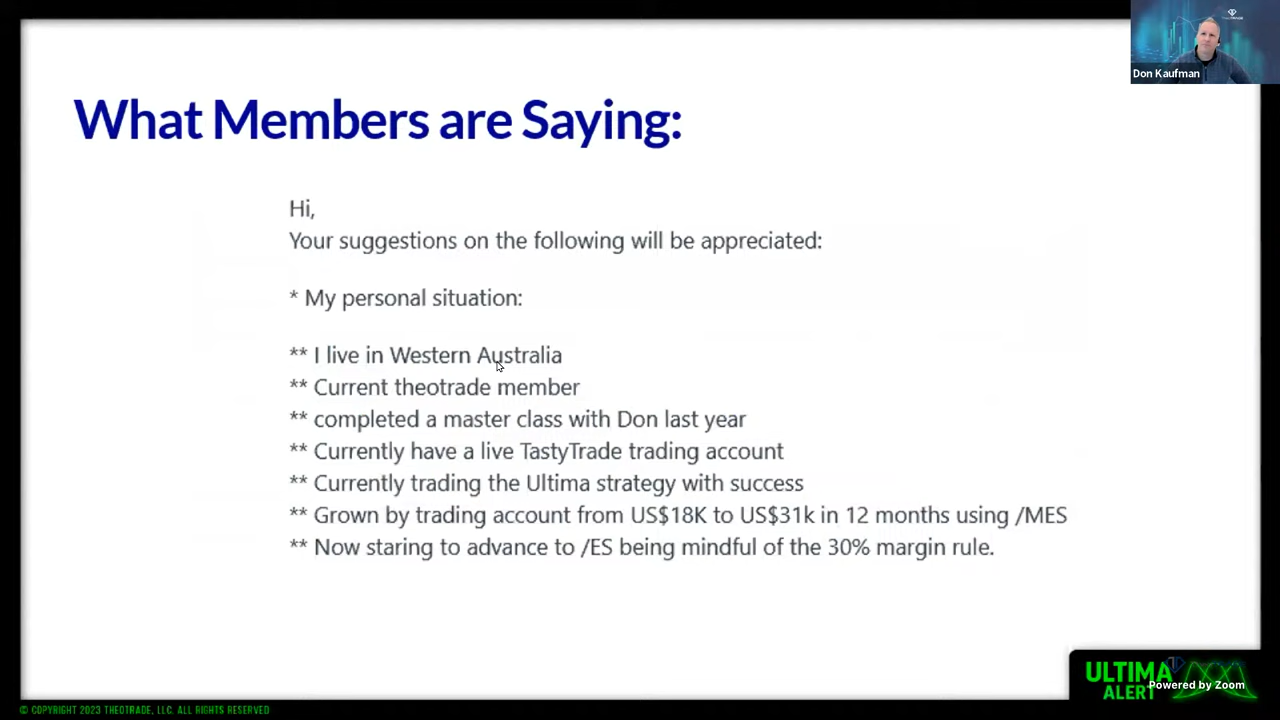 Don Kaufman
What Members are Saying:
Hi,
Your suggestions on the following will be appreciated:
* My personal situation:
** I live in Western Australia
** Current theotrade member
** completed a master class with Don last year
** Currently have a live TastyTrade trading account
** Currently trading the Ultima strategy with success
** Grown by trading account from US$18K to US$31k in 12 months using /MES
** Now staring to advance to /ES being mindful of the 30% margin rule.
ULTIMA
ALERT
Powered by Zoom
© COPYRIGHT 2023 THEOTRADE, LLC. ALL RIGHTS RESERVED